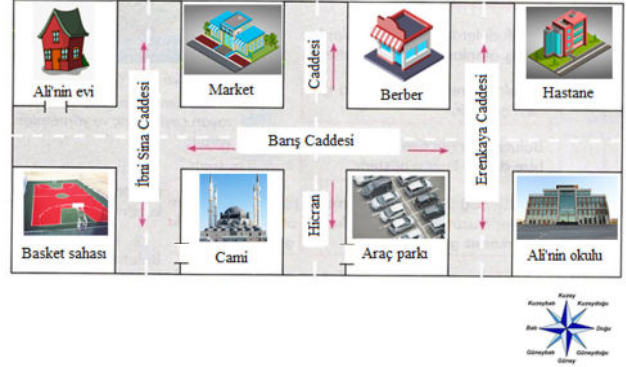 Ali'nin evi
İbni Sina Caddesi
Market
Caddesi
Berber
Erenkaya Caddesi
Hastane
Barış Caddesi
Basket sahası
Cami
Hicran
Araç parkı
Ali'nin okulu
Kuzey
Kuzeybatı
Kuzeydoğu
Batı
Doğu
Güneybatı
Güneydoğu
Güney